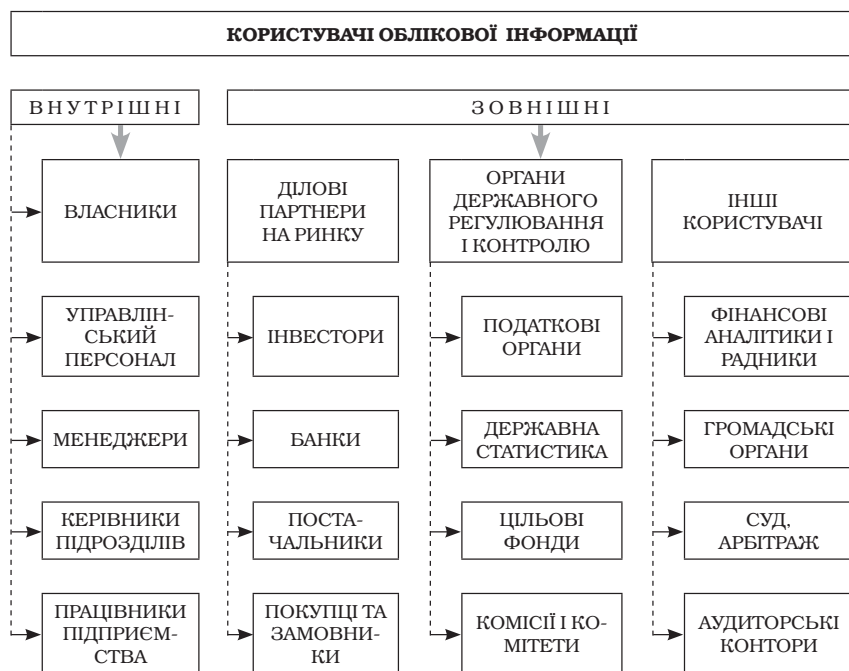 КОРИСТУВАЧІ ОБЛІКОВОЇ ІНФОРМАЦІЇ
ВНУТРІШНІ
ЗОВНІШНІ
ВЛАСНИКИ
ДІЛОВІ
ПАРТНЕРИ
НА РИНКУ
ОРГАНИ
ДЕРЖАВНОГО
РЕГУЛЮВАННЯ
І КОНТРОЛЮ
ІНШІ
КОРИСТУВАЧІ
УПРАВЛІН-
СЬКИЙ
ПЕРСОНАЛ
ІНВЕСТОРИ
ПОДАТКОВІ
ОРГАНИ
ФІНАНСОВІ
АНАЛІТИКИ І
РАДНИКИ
МЕНЕДЖЕРИ
БАНКИ
ДЕРЖАВНА
СТАТИСТИКА
ГРОМАДСЬКІ
ОРГАНИ
КЕРІВНИКИ
ПІДРОЗДІЛІВ
ПОСТА-
ЧАЛЬНИКИ
ЦІЛЬОВІ
ФОНДИ
СУД,
АРБІТРАЖ
ПРАЦІВНИКИ
ПІДПРИЄМ-
СТВА
ПОКУПЦІ ТА
ЗАМОВНИ-
КИ
КОМІСІЇ І КО-
МІТЕТИ
АУДИТОРСЬКІ
КОНТОРИ